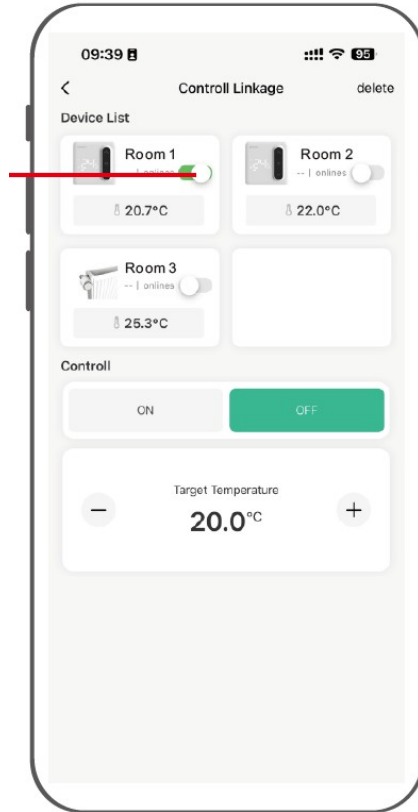 09:39
95
Controll Linkage
delete
Device List
Room 1
20.7°C
Room 2
-- | onlines
22.0°C
Room 3
-- | onlines
25.3°C
Controll
ON
OFF
Target Temperature
20.0°C